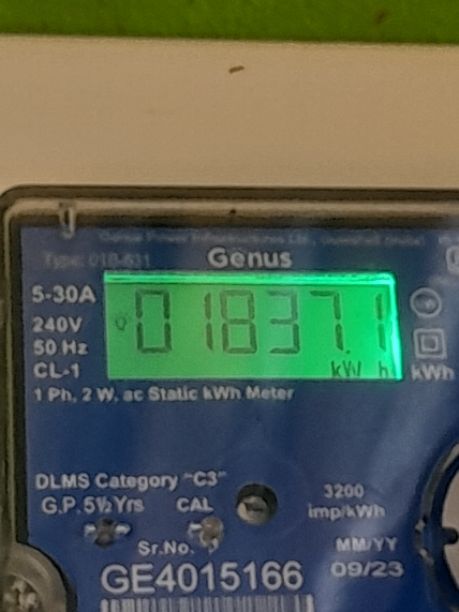 Genus
5-30A
240V
50 Hz
CL-1
01837.1
kW h
kWh
1 Ph, 2 W, ac Static kWh Meter
DLMS Category "C3"
G.P. 5½ Yrs CAL
3200
imp/kWh
Sr.No.
GE4015166
MM/YY
09/23